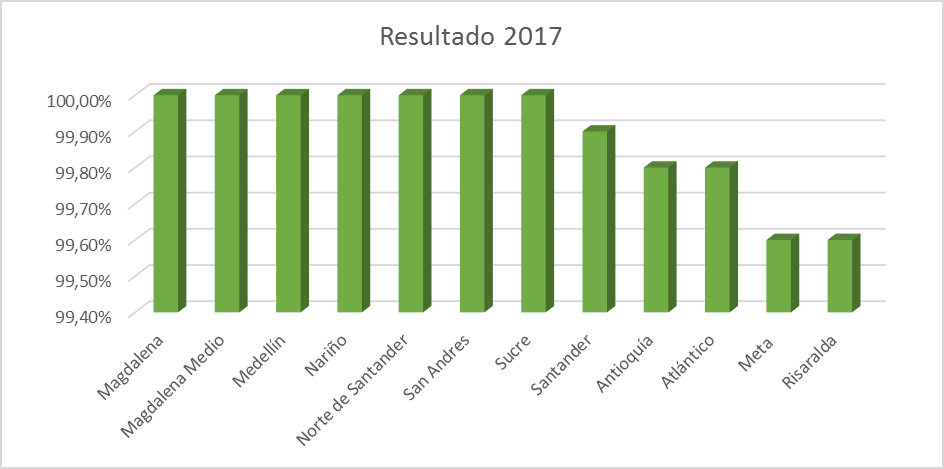 Resultado 2017
100,00%
99,90%
99,80%
99,70%
99,60%
99,50%
99,40%
Magdalena
Magdalena Medio
Medellín
Nariño
Norte de Santander
San Andres
Sucre
Santander
Antioquía
Atlántico
Meta
Risaralda